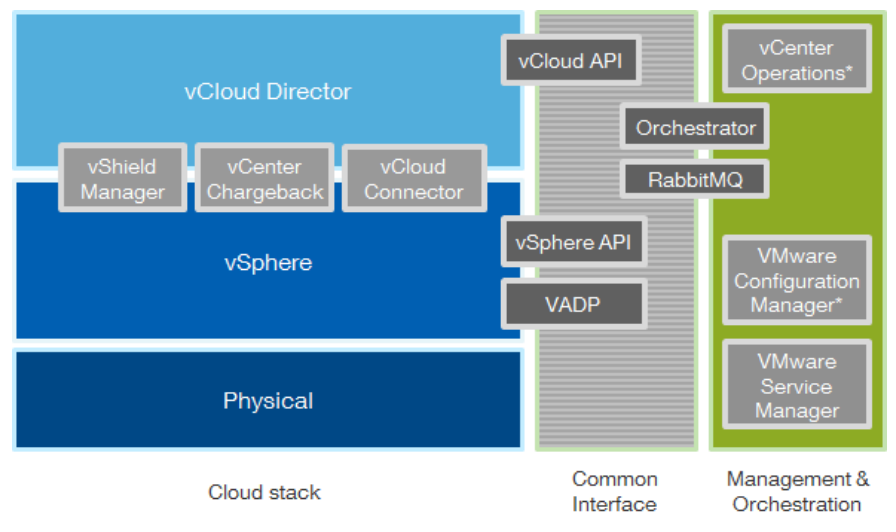 vCloud Director
vShield
Manager
vCenter
Chargeback
vCloud
Connector
vSphere
Physical
Cloud stack
vCloud API
Orchestrator
RabbitMQ
vSphere API
VADP
Common
Interface
vCenter
Operations*
VMware
Configuration
Manager*
VMware
Service
Manager
Management &
Orchestration